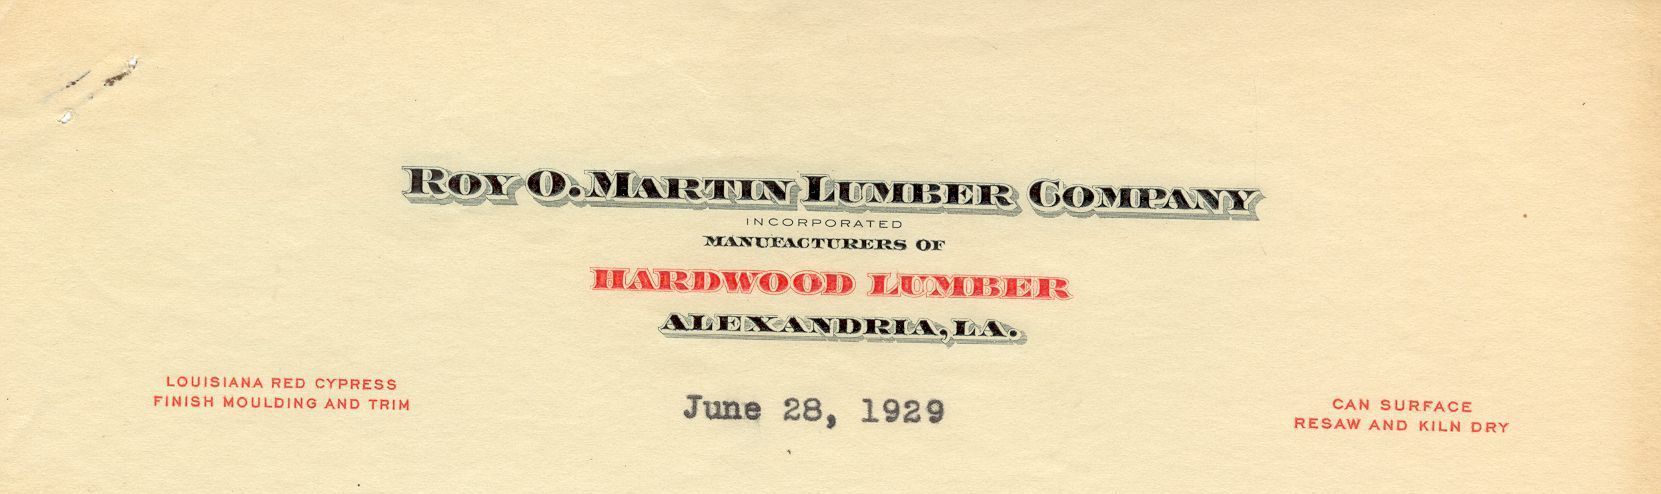 ROY O. MARTIN LUMBER COMPANY
INCORPORATED
MANUFACTURERS OF
HARDWOOD LUMBER
ALEXANDRIA, LA.
LOUISIANA RED CYPRESS
FINISH MOULDING AND TRIM
June 28, 1929
CAN SURFACE
RESAW AND KILN DRY